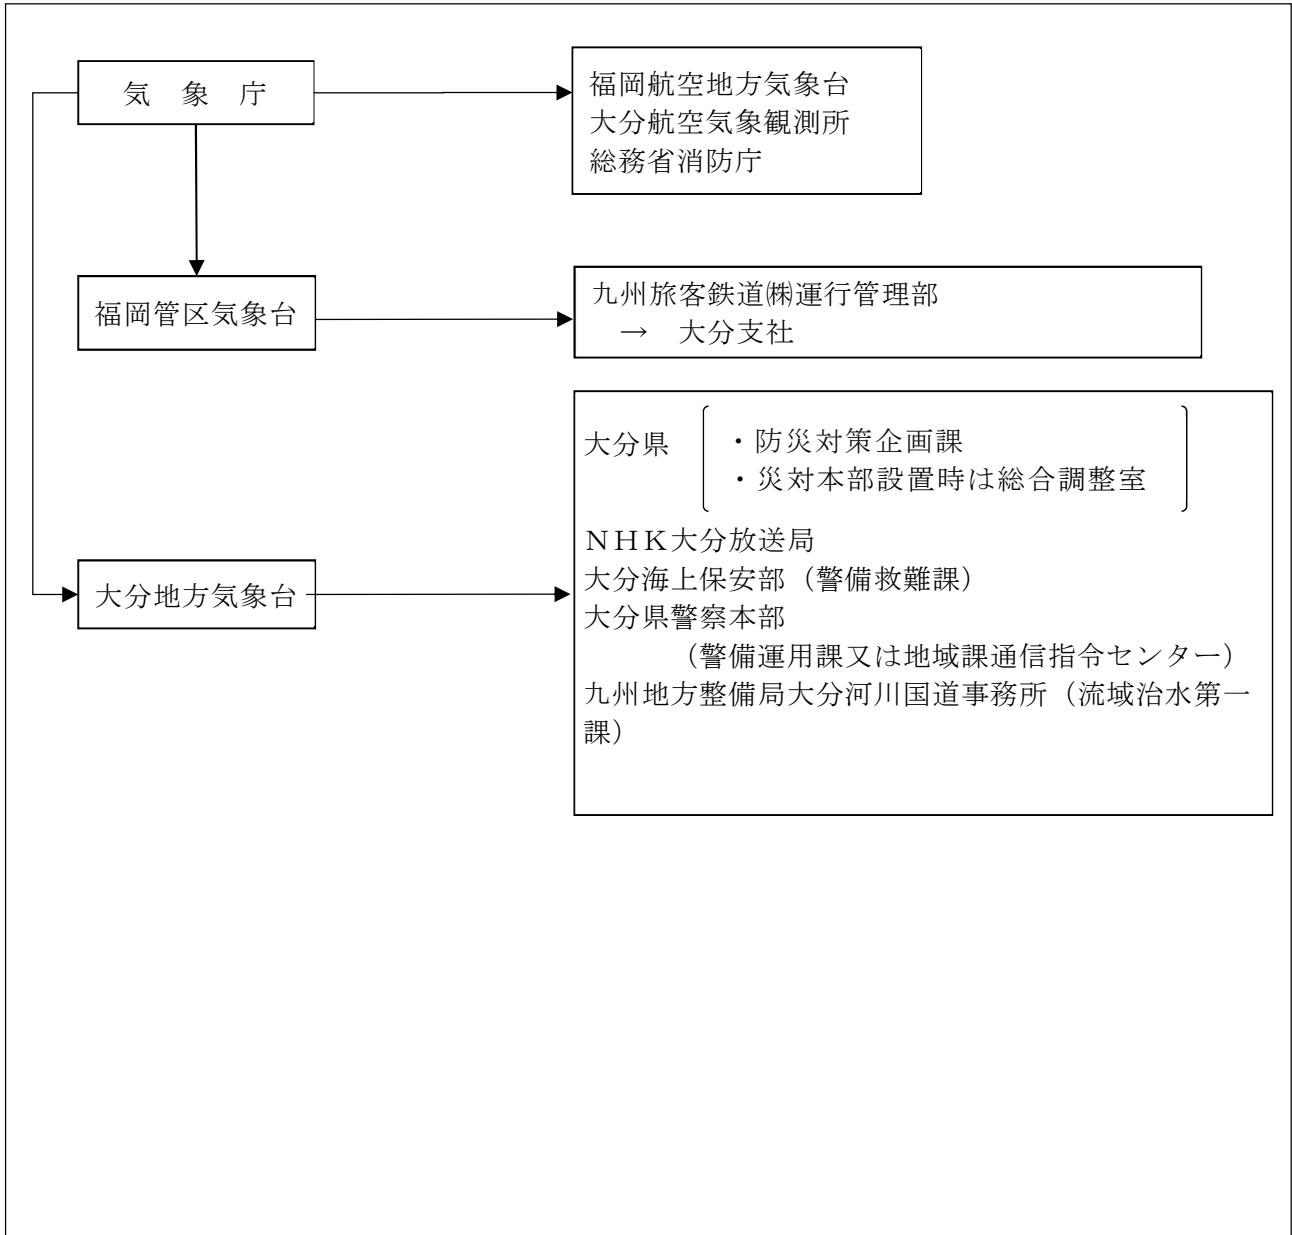 気　象　庁
福岡航空地方気象台
大分航空気象観測所
総務省消防庁
福岡管区気象台
九州旅客鉄道㈱運行管理部
→　大分支社
大分県
・防災対策企画課
・災対本部設置時は総合調整室
ＮＨＫ大分放送局
大分海上保安部（警備救難課）
大分県警察本部
（警備運用課又は地域課通信指令センター）
九州地方整備局大分河川国道事務所（流域治水第一
課）
大分地方気象台